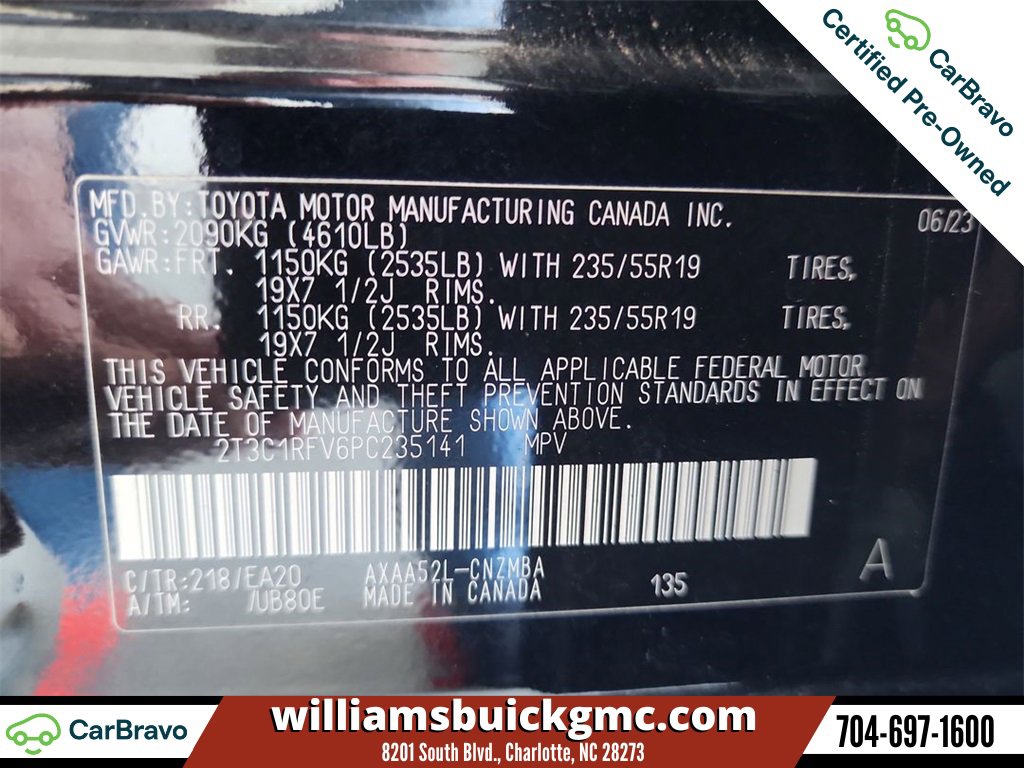 CarBravo
Certified Pre-Owned
MFD.BY:TOYOTA MOTOR MANUFACTURING CANADA INC. 06/23
GVWR:2090KG (4610LB)
GAWR:FRT. 1150KG (2535LB) WITH 235/55R19 TIRES,
19X7 1/2J RIMS.
RR. 1150KG (2535LB) WITH 235/55R19 TIRES,
19X7 1/2J RIMS.
THIS VEHICLE CONFORMS TO ALL APPLICABLE FEDERAL MOTOR
VEHICLE SAFETY AND THEFT PREVENTION STANDARDS IN EFFECT ON
THE DATE OF MANUFACTURE SHOWN ABOVE.
2T3C1RFV6PC235141 MPV
C/TR:218/EA20 AXAA52L-CNZMBA 135 A
A/TM: /UB80E MADE IN CANADA
CarBravo
williamsbuickgmc.com
8201 South Blvd., Charlotte, NC 28273
704-697-1600